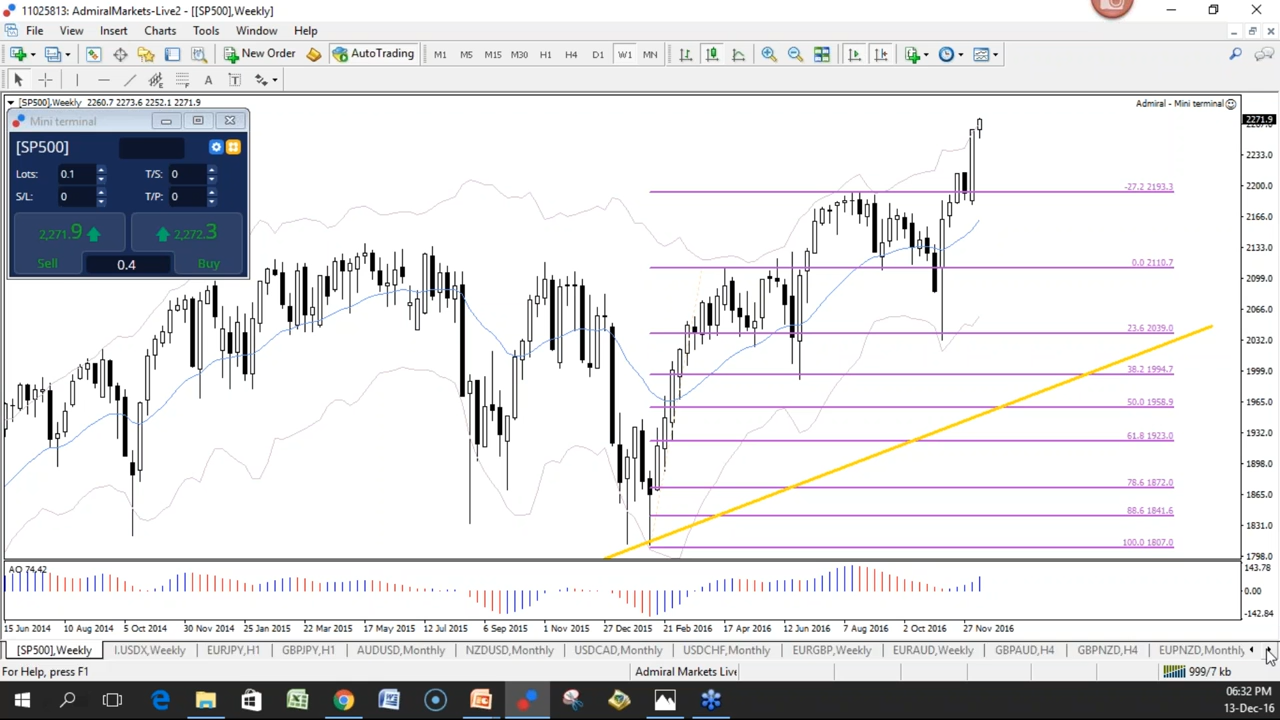 11025813: AdmiralMarkets-Live2 - [[SP500],Weekly]
File View Insert Charts Tools Window Help
New Order AutoTrading M1 M5 M15 M30 H1 H4 D1 W1 MN
A T
[SP500],Weekly 2260.7 2273.6 2252.1 2271.9
Admiral - Mini terminal
Mini terminal
[SP500]
Lots: 0.1 T/S: 0
S/L: 0 T/P: 0
2,271.9 2,272.3
Sell 0.4 Buy
2271.9
2233.0
2200.0
2166.0
2133.0
2099.0
2066.0
2032.0
1999.0
1965.0
1932.0
1898.0
1865.0
1831.0
1798.0
-27.2 2193.3
0.0 2110.7
23.6 2039.0
38.2 1994.7
50.0 1958.9
61.8 1923.0
78.6 1872.0
88.6 1841.6
100.0 1807.0
AO 74.42
143.78
0.00
-142.84
15 Jun 2014 10 Aug 2014 5 Oct 2014 30 Nov 2014 25 Jan 2015 22 Mar 2015 17 May 2015 12 Jul 2015 6 Sep 2015 1 Nov 2015 27 Dec 2015 21 Feb 2016 17 Apr 2016 12 Jun 2016 7 Aug 2016 2 Oct 2016 27 Nov 2016
[SP500],Weekly I.USDX,Weekly EURJPY,H1 GBPJPY,H1 AUDUSD,Monthly NZDUSD,Monthly USDCAD,Monthly USDCHF,Monthly EURGBP,Weekly EURAUD,Weekly GBPAUD,H4 GBPNZD,H4 EURNZD,Monthly
For Help, press F1
Admiral Markets Live
999/7 kb
06:32 PM
13-Dec-16